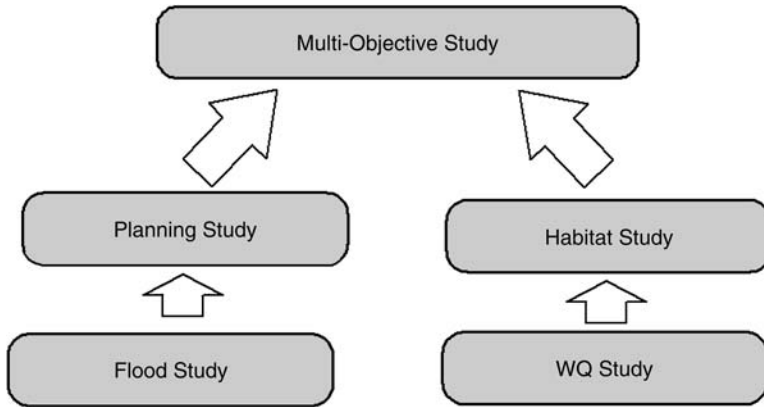 Multi-Objective Study
Planning Study
Habitat Study
Flood Study
WQ Study